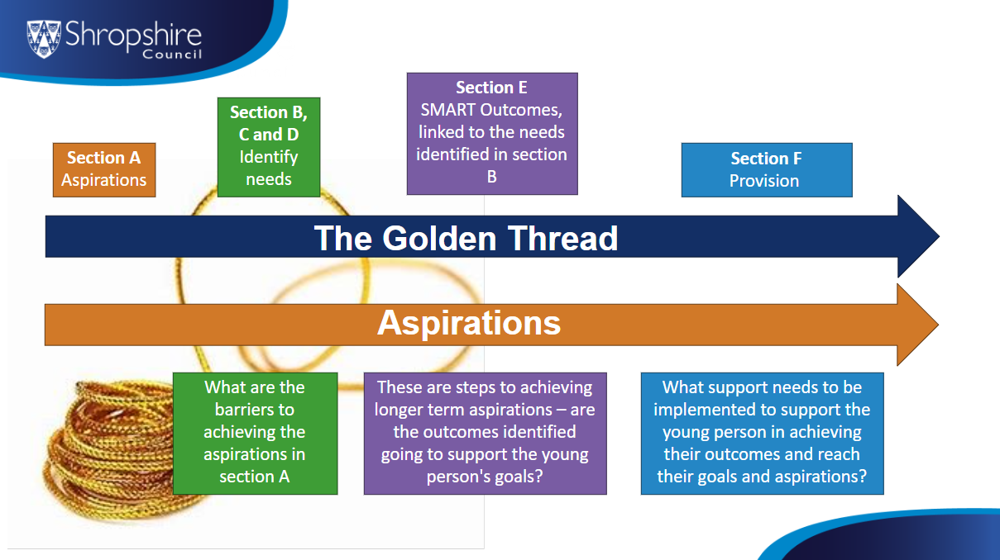 Shropshire
Council
Section A
Aspirations
Section B,
C and D
Identify
needs
Section E
SMART Outcomes,
linked to the needs
identified in section
B
Section F
Provision
The Golden Thread
Aspirations
What are the
barriers to
achieving the
aspirations in
section A
These are steps to achieving
longer term aspirations – are
the outcomes identified
going to support the young
person's goals?
What support needs to be
implemented to support the
young person in achieving
their outcomes and reach
their goals and aspirations?